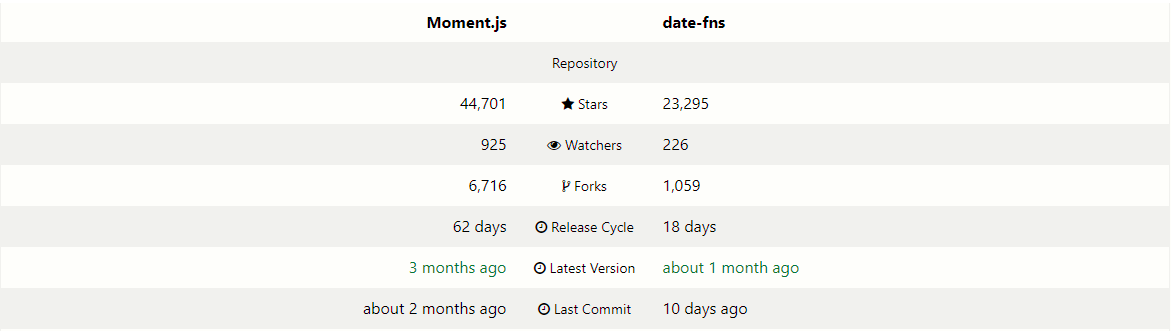 Moment.js date-fns
Repository
44,701 Stars 23,295
925 Watchers 226
6,716 Forks 1,059
62 days Release Cycle 18 days
3 months ago Latest Version about 1 month ago
about 2 months ago Last Commit 10 days ago